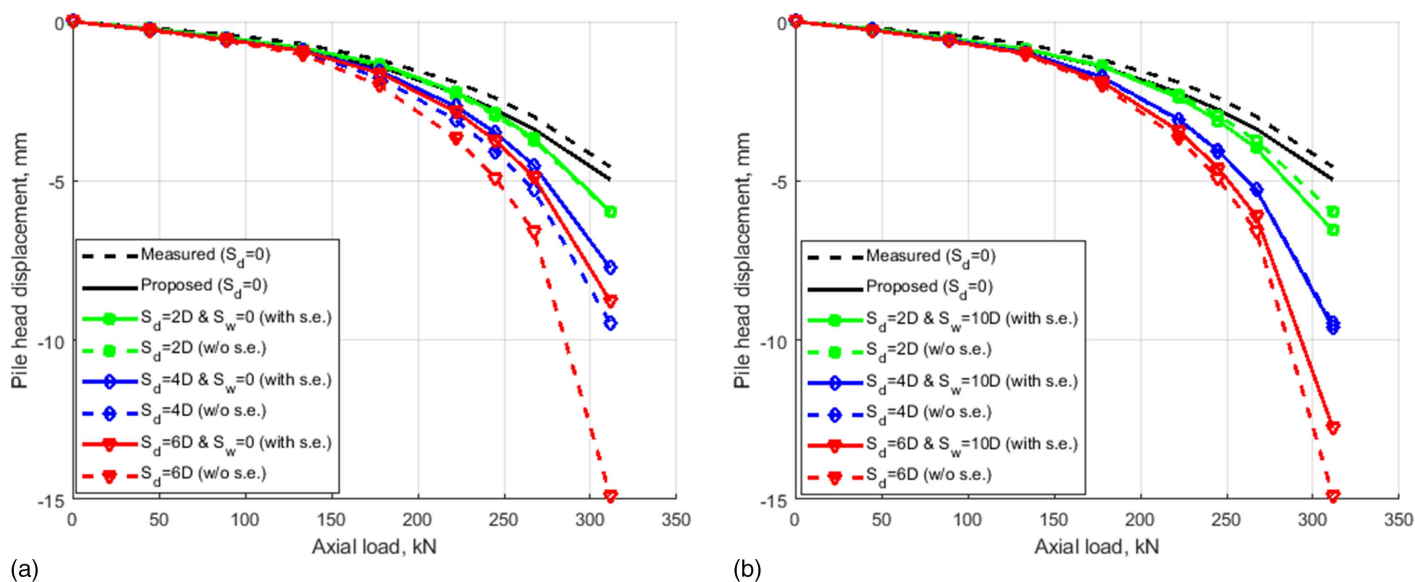 0
-5
-10
-15
Pile head displacement, mm
Measured (S_d=0)
Proposed (S_d=0)
S_d=2D & S_w=0 (with s.e.)
S_d=2D (w/o s.e.)
S_d=4D & S_w=0 (with s.e.)
S_d=4D (w/o s.e.)
S_d=6D & S_w=0 (with s.e.)
S_d=6D (w/o s.e.)
0 50 100 150 200 250 300 350
Axial load, kN
(a)
0
-5
-10
-15
Pile head displacement, mm
Measured (S_d=0)
Proposed (S_d=0)
S_d=2D & S_w=10D (with s.e.)
S_d=2D (w/o s.e.)
S_d=4D & S_w=10D (with s.e.)
S_d=4D (w/o s.e.)
S_d=6D & S_w=10D (with s.e.)
S_d=6D (w/o s.e.)
0 50 100 150 200 250 300 350
Axial load, kN
(b)